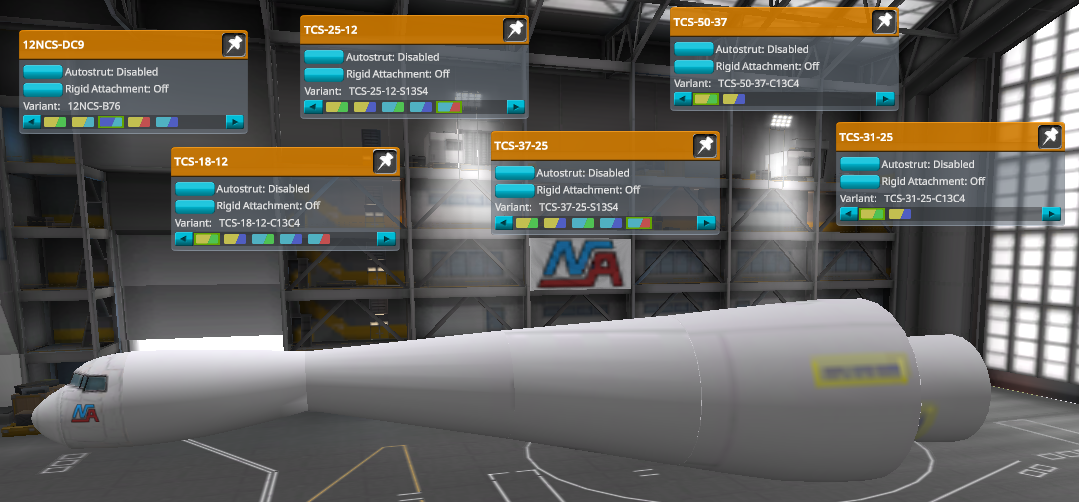 12NCS-DC9
Autostrut: Disabled
Rigid Attachment: Off
Variant: 12NCS-B76
TCS-25-12
Autostrut: Disabled
Rigid Attachment: Off
Variant: TCS-25-12-S13S4
TCS-50-37
Autostrut: Disabled
Rigid Attachment: Off
Variant: TCS-50-37-C13C4
TCS-18-12
Autostrut: Disabled
Rigid Attachment: Off
Variant: TCS-18-12-C13C4
TCS-37-25
Autostrut: Disabled
Rigid Attachment: Off
Variant: TCS-37-25-S13S4
TCS-31-25
Autostrut: Disabled
Rigid Attachment: Off
Variant: TCS-31-25-C13C4
NA
NA